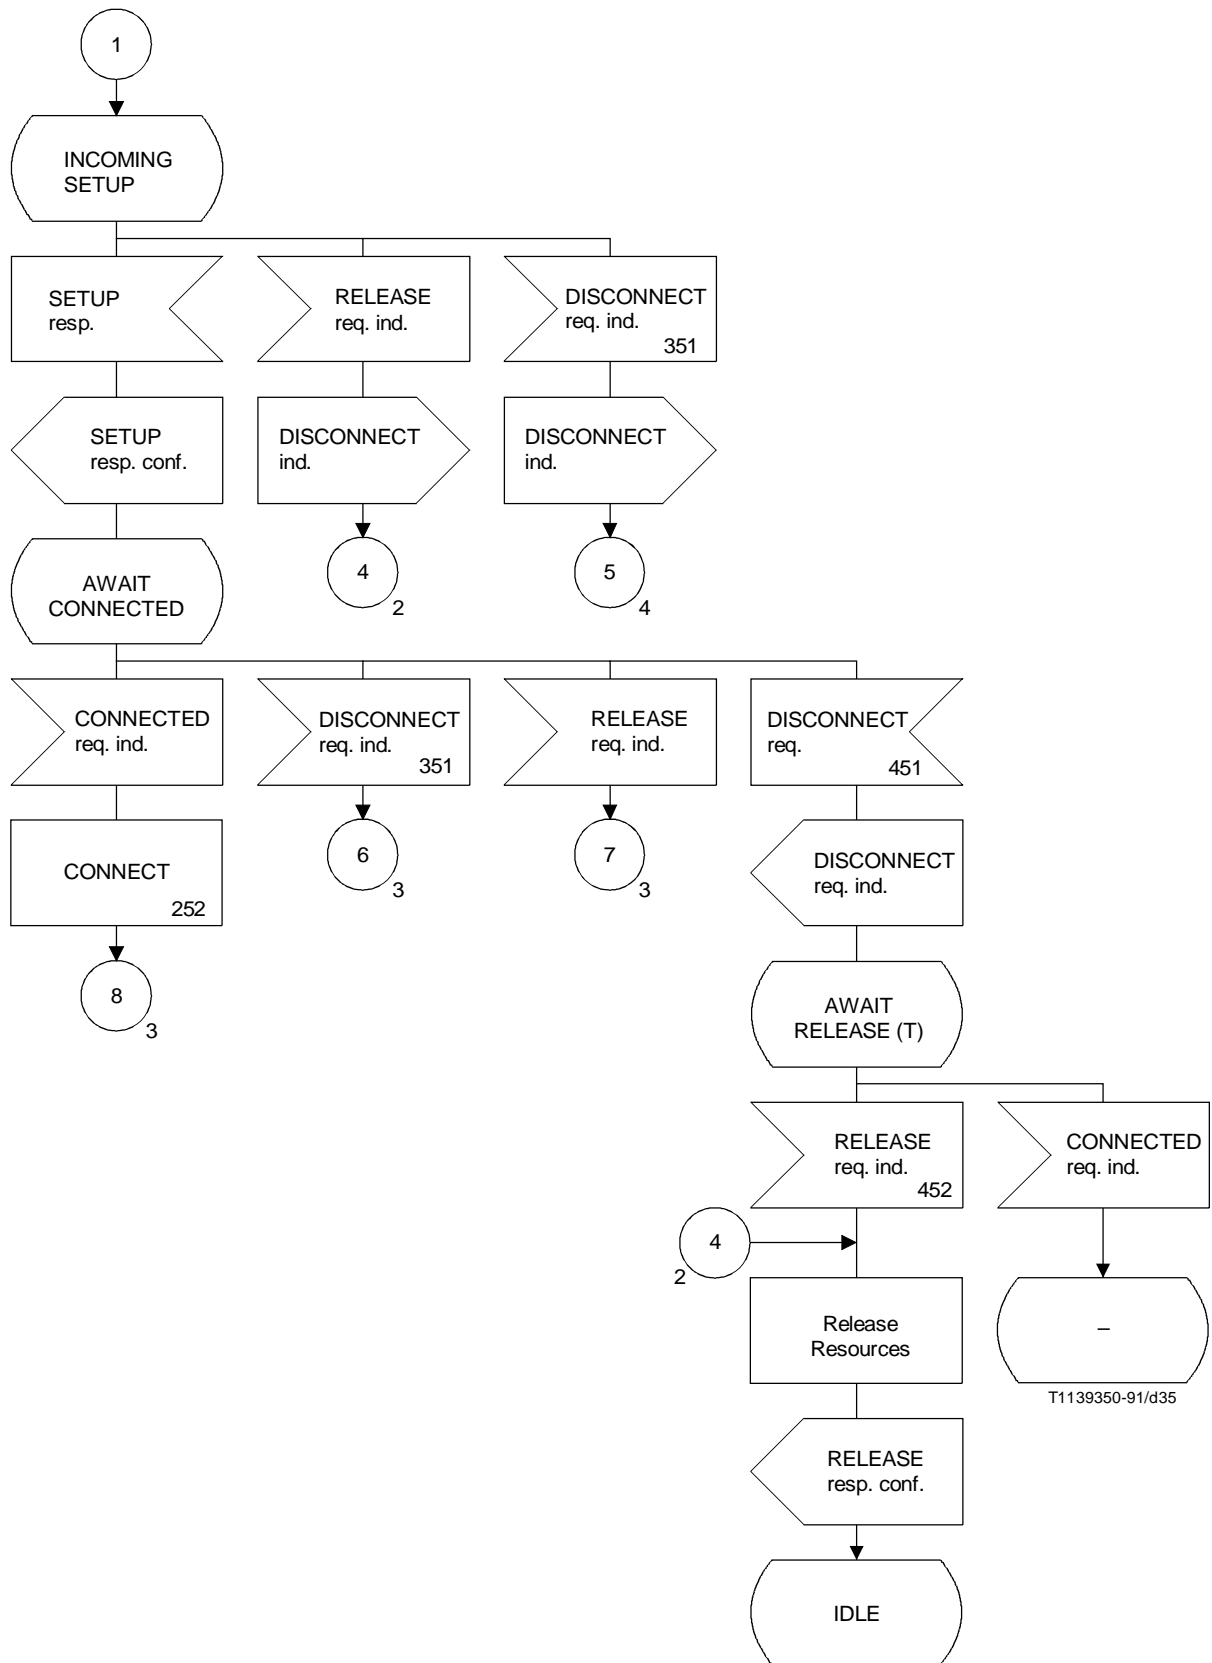 1
INCOMING
SETUP
SETUP
resp.
RELEASE
req. ind.
DISCONNECT
req. ind.
351
SETUP
resp. conf.
DISCONNECT
ind.
DISCONNECT
ind.
AWAIT
CONNECTED
4
2
5
4
CONNECTED
req. ind.
DISCONNECT
req. ind.
351
RELEASE
req. ind.
DISCONNECT
req.
451
CONNECT
252
6
3
7
3
DISCONNECT
req. ind.
8
3
AWAIT
RELEASE (T)
RELEASE
req. ind.
452
CONNECTED
req. ind.
4
2
Release
Resources
–
T1139350-91/d35
RELEASE
resp. conf.
IDLE